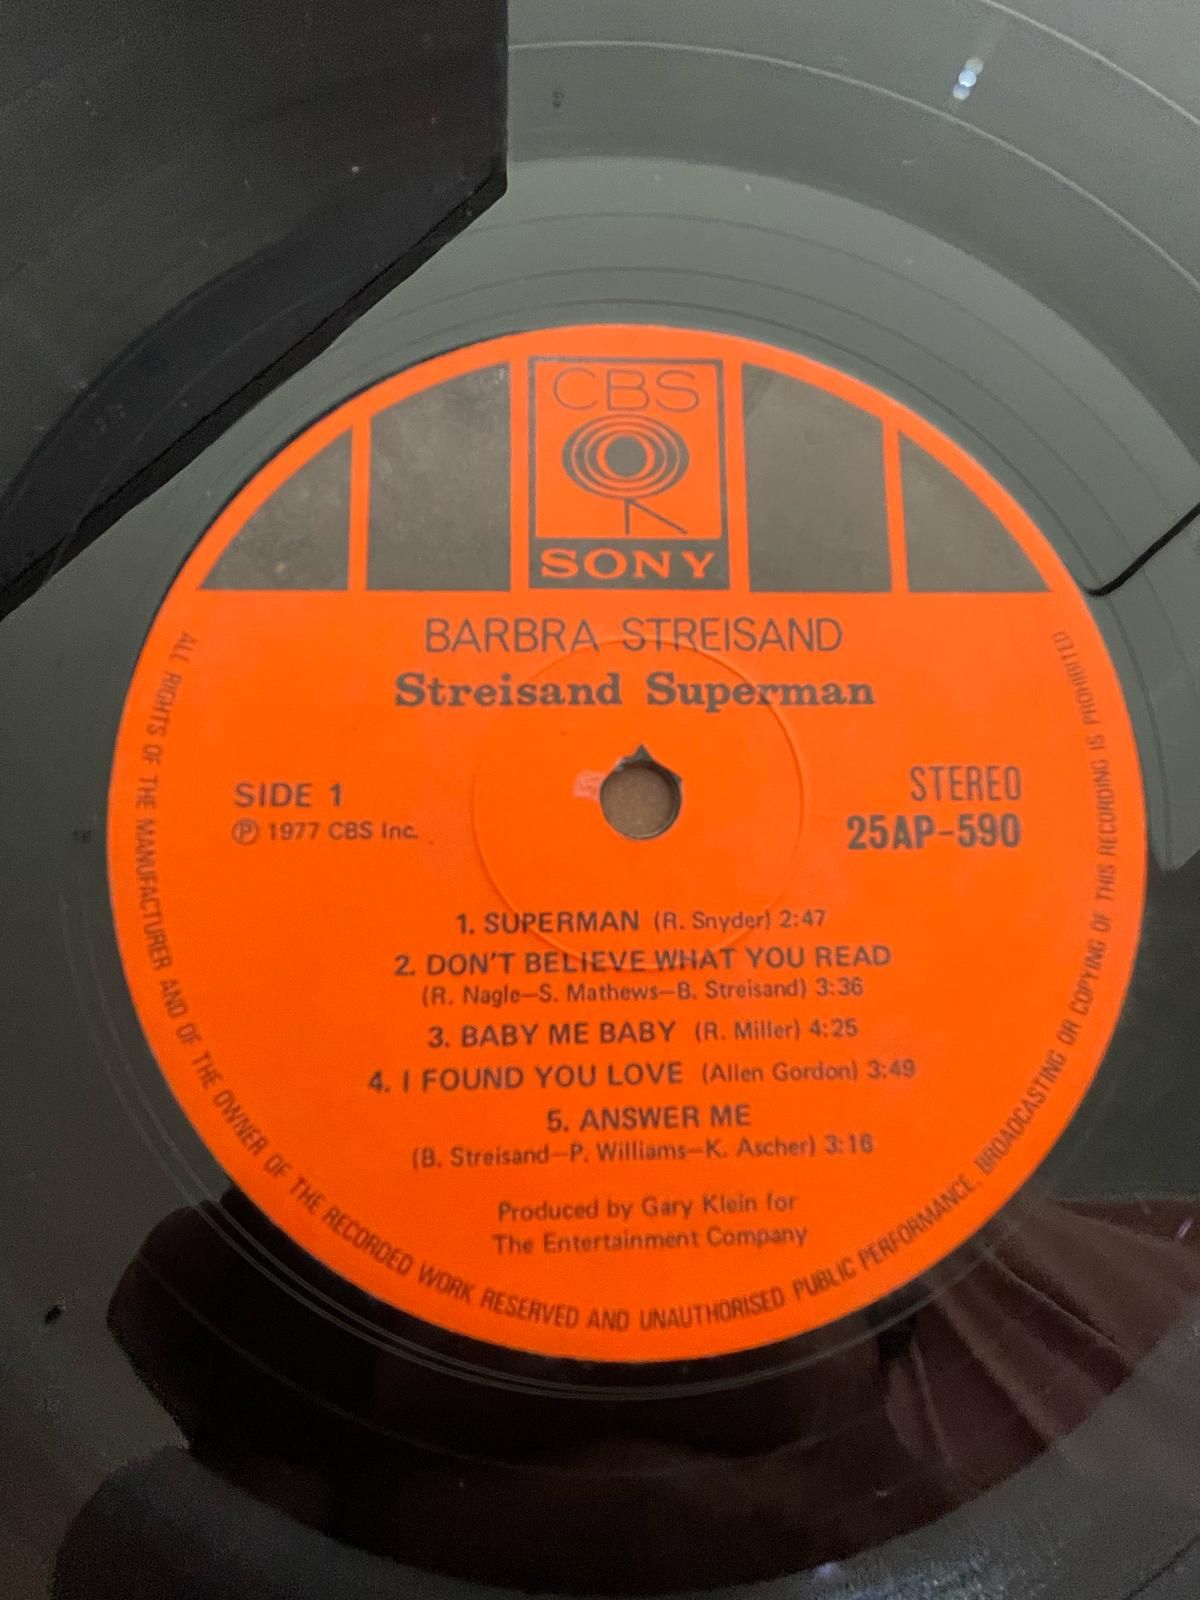 CBS
SONY
BARBRA STREISAND
Streisand Superman
SIDE 1
℗ 1977 CBS Inc.
STEREO
25AP-590
1. SUPERMAN (R. Snyder) 2:47
2. DON'T BELIEVE WHAT YOU READ
(R. Nagle–S. Mathews–B. Streisand) 3:36
3. BABY ME BABY (R. Miller) 4:25
4. I FOUND YOU LOVE (Allen Gordon) 3:49
5. ANSWER ME
(B. Streisand–P. Williams–K. Ascher) 3:16
Produced by Gary Klein for
The Entertainment Company
ALL RIGHTS OF THE MANUFACTURER AND OF THE OWNER OF THE RECORDED WORK RESERVED AND UNAUTHORISED PUBLIC PERFORMANCE, BROADCASTING OR COPYING OF THIS RECORDING IS PROHIBITED